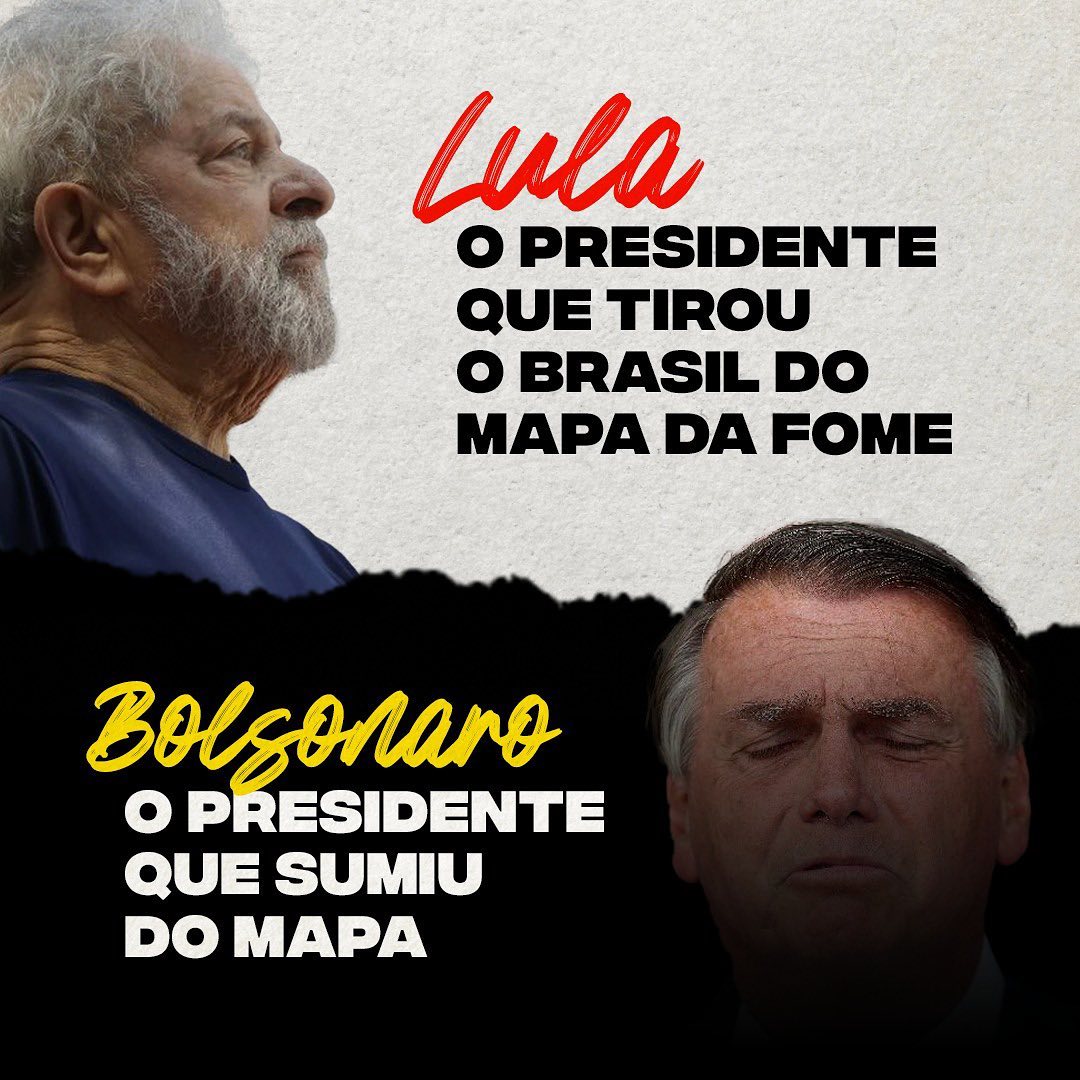 Lula
O PRESIDENTE
QUE TIROU
O BRASIL DO
MAPA DA FOME
Bolsonaro
O PRESIDENTE
QUE SUMIU
DO MAPA